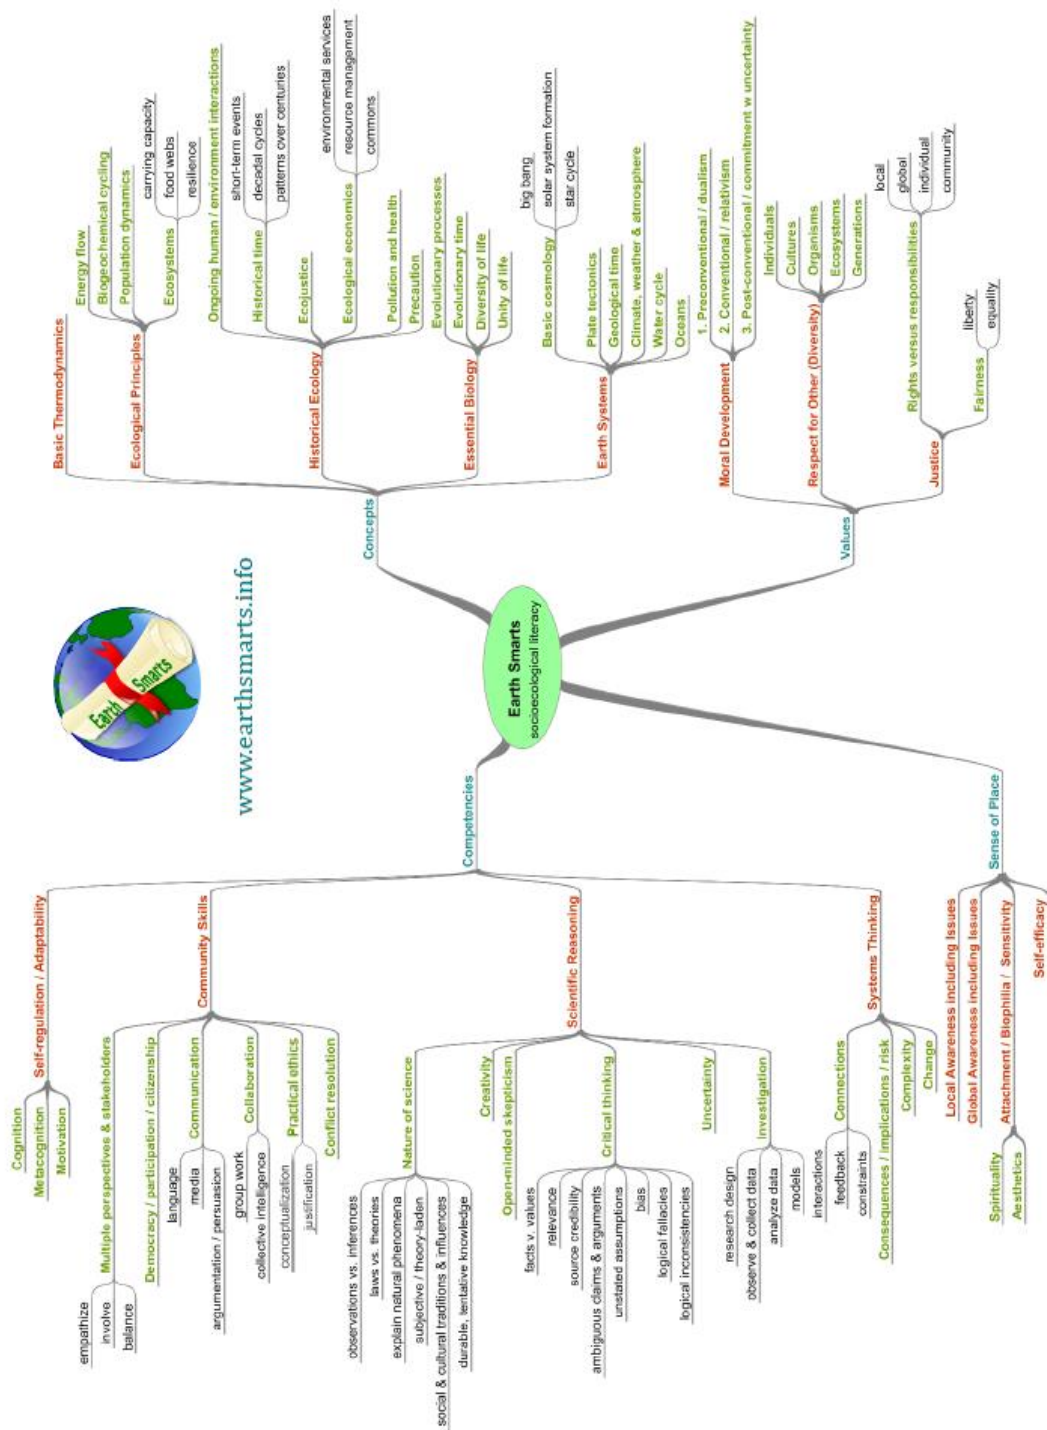 Earth
Smarts
www.earthsmarts.info
Earth Smarts
socioecological literacy
Competencies
Self-regulation / Adaptability
Cognition
Metacognition
Motivation
Community Skills
Multiple perspectives & stakeholders
empathize
involve
balance
Democracy / participation / citizenship
Communication
language
media
argumentation / persuasion
Collaboration
group work
collective intelligence
Practical ethics
conceptualization
justification
Conflict resolution
Scientific Reasoning
Nature of science
observations vs. inferences
laws vs. theories
explain natural phenomena
subjective / theory-laden
social & cultural traditions & influences
durable, tentative knowledge
Creativity
Open-minded skepticism
Critical thinking
facts v. values
relevance
source credibility
ambiguous claims & arguments
unstated assumptions
bias
logical fallacies
logical inconsistencies
Uncertainty
Investigation
research design
observe & collect data
analyze data
models
Systems Thinking
Connections
interactions
feedback
constraints
Consequences / implications / risk
Complexity
Change
Sense of Place
Local Awareness including Issues
Global Awareness including Issues
Attachment / Biophilia / Sensitivity
Spirituality
Aesthetics
Self-efficacy
Concepts
Basic Thermodynamics
Ecological Principles
Energy flow
Biogeochemical cycling
Population dynamics
Ecosystems
carrying capacity
food webs
resilience
Historical Ecology
Ongoing human / environment interactions
Historical time
short-term events
decadal cycles
patterns over centuries
Ecojustice
Ecological economics
environmental services
resource management
commons
Pollution and health
Precaution
Essential Biology
Evolutionary processes
Evolutionary time
Diversity of life
Unity of life
Earth Systems
Basic cosmology
big bang
solar system formation
star cycle
Plate tectonics
Geological time
Climate, weather & atmosphere
Water cycle
Oceans
Values
Moral Development
1. Preconventional / dualism
2. Conventional / relativism
3. Post-conventional / commitment w uncertainty
Respect for Other (Diversity)
Individuals
Cultures
Organisms
Ecosystems
Generations
Justice
Rights versus responsibilities
local
global
individual
community
Fairness
liberty
equality